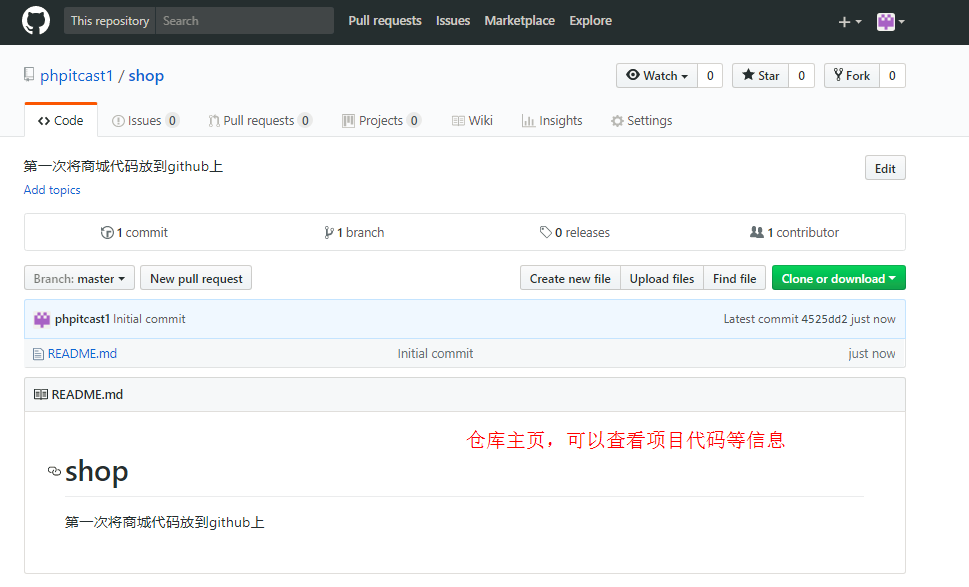 This repository Search Pull requests Issues Marketplace Explore
phpitcast1 / shop Watch 0 Star 0 Fork 0
Code Issues 0 Pull requests 0 Projects 0 Wiki Insights Settings
第一次将商城代码放到github上 Edit
Add topics
1 commit 1 branch 0 releases 1 contributor
Branch: master New pull request Create new file Upload files Find file Clone or download
phpitcast1 Initial commit Latest commit 4525dd2 just now
README.md Initial commit just now
README.md
仓库主页，可以查看项目代码等信息
shop
第一次将商城代码放到github上